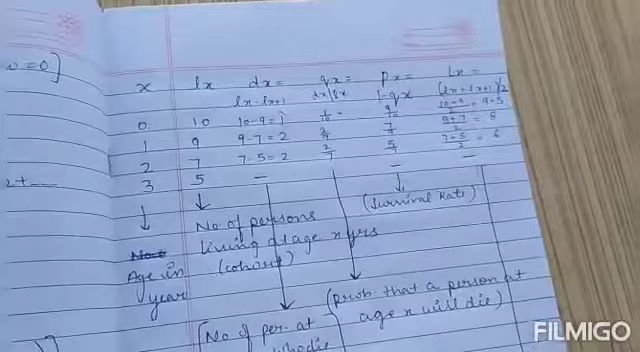 w=0]
x lx dx= qx= px= Lx=
lx-lx+1 dx/lx 1-qx (lx+lx+1)/2
0 10 10-9=1 1/10 9/10 10+9/2=9.5
1 9 9-7=2 2/9 7/9 9+7/2=8
2 7 7-5=2 2/7 5/7 7+5/2=6
2+---
3 5 - - - -
No of persons (Survival Rate)
living at age x yrs
Age in (cohort)
year
(prob. that a person at
age x will die)
[No of per. at
who die
FILMIGO